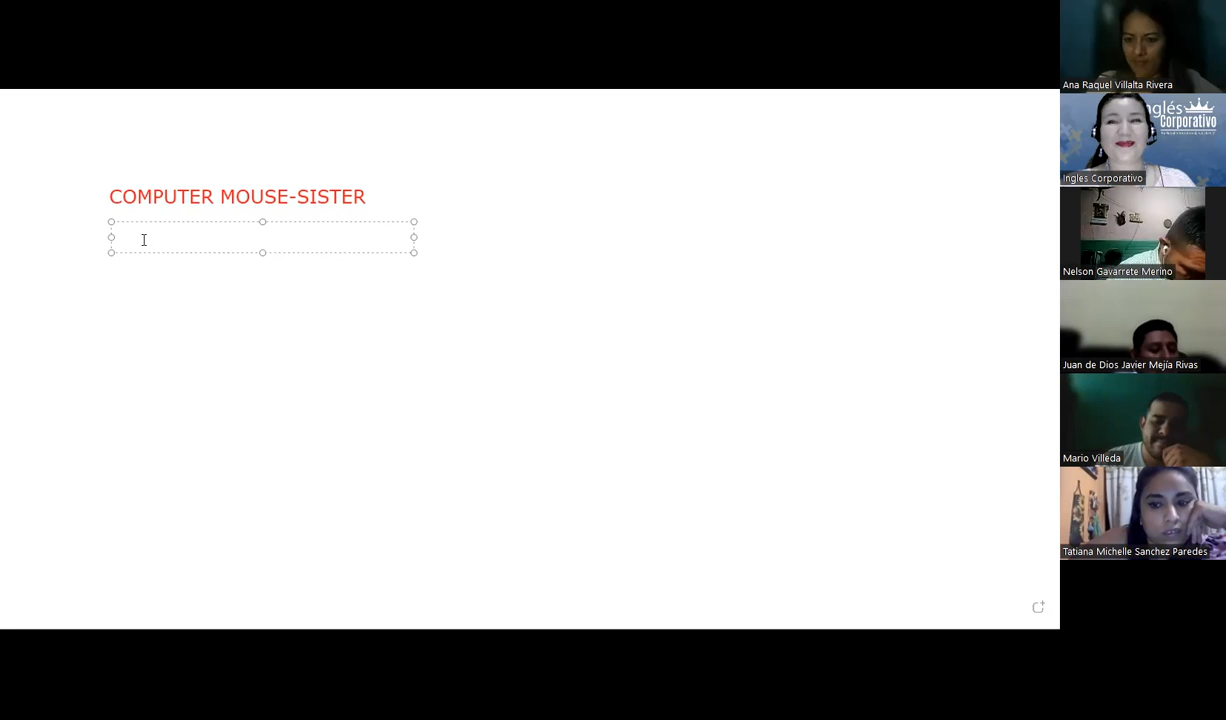 COMPUTER MOUSE-SISTER
Ana Raquel Villalta Rivera
Inglés
Corporativo
Ingles Corporativo
Nelson Gavarrete Merino
Juan de Dios Javier Mejía Rivas
Mario Villeda
Tatiana Michelle Sanchez Paredes